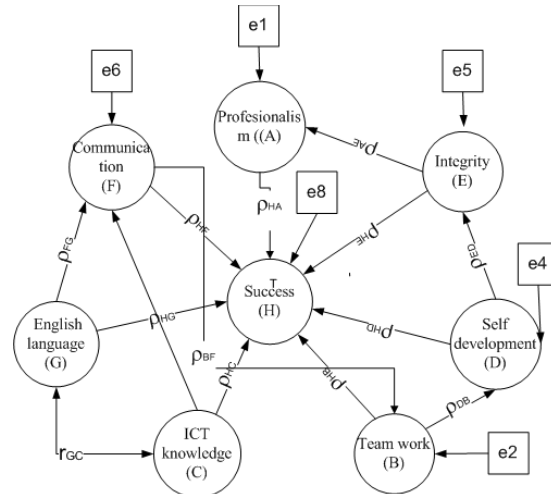 e1
e6
e5
Profesionalis
m ((A)
Communica
tion
(F)
Integrity
(E)
ρAE
e8
ρHA
ρHF
ρHE
ρFG
ρED
e4
T
Success
(H)
English
language
(G)
ρHG
ρHD
Self
development
(D)
ρBF
ρHC
ρHB
ρDB
ICT
knowledge
(C)
rGC
Team work
(B)
e2